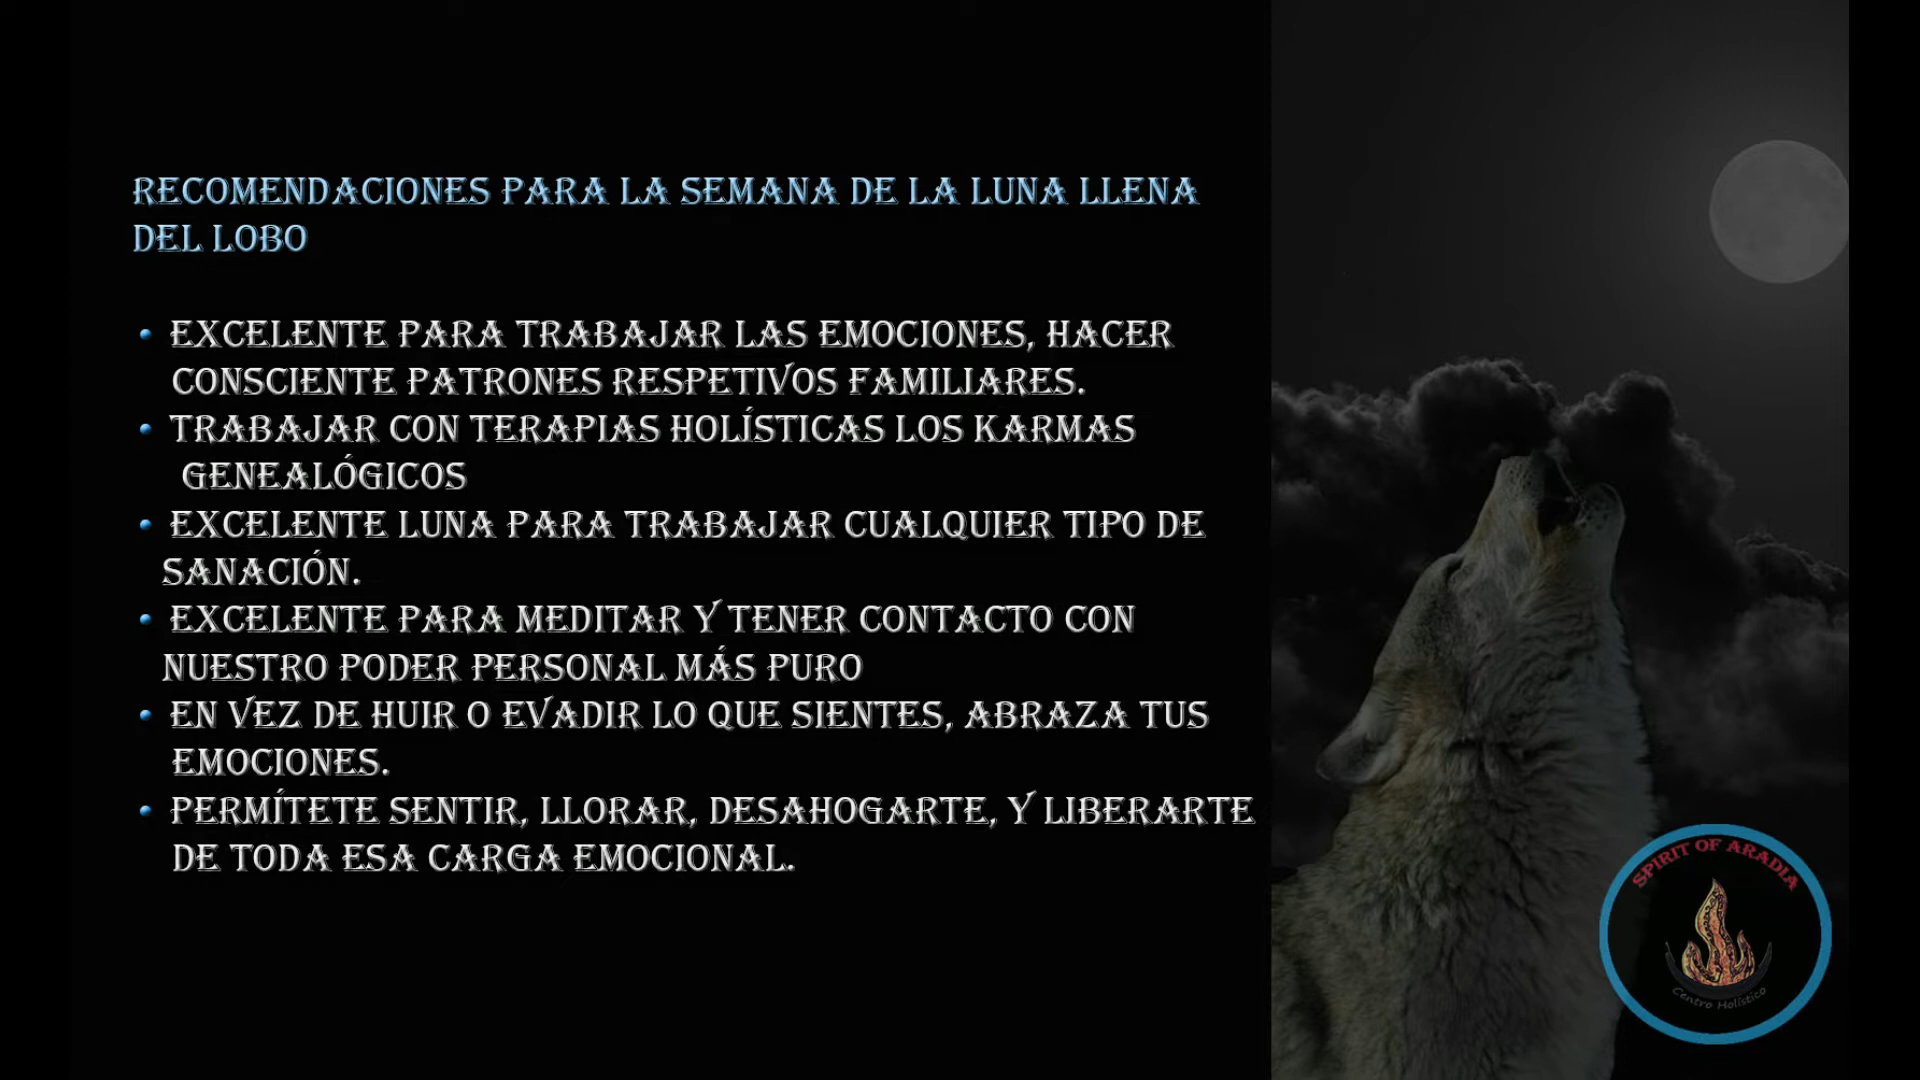 RECOMENDACIONES PARA LA SEMANA DE LA LUNA LLENA
DEL LOBO
• EXCELENTE PARA TRABAJAR LAS EMOCIONES, HACER
CONSCIENTE PATRONES RESPETIVOS FAMILIARES.
• TRABAJAR CON TERAPIAS HOLÍSTICAS LOS KARMAS
GENEALÓGICOS
• EXCELENTE LUNA PARA TRABAJAR CUALQUIER TIPO DE
SANACIÓN.
• EXCELENTE PARA MEDITAR Y TENER CONTACTO CON
NUESTRO PODER PERSONAL MÁS PURO
• EN VEZ DE HUIR O EVADIR LO QUE SIENTES, ABRAZA TUS
EMOCIONES.
• PERMÍTETE SENTIR, LLORAR, DESAHOGARTE, Y LIBERARTE
DE TODA ESA CARGA EMOCIONAL.
SPIRIT OF ARADIA
Centro Holístico